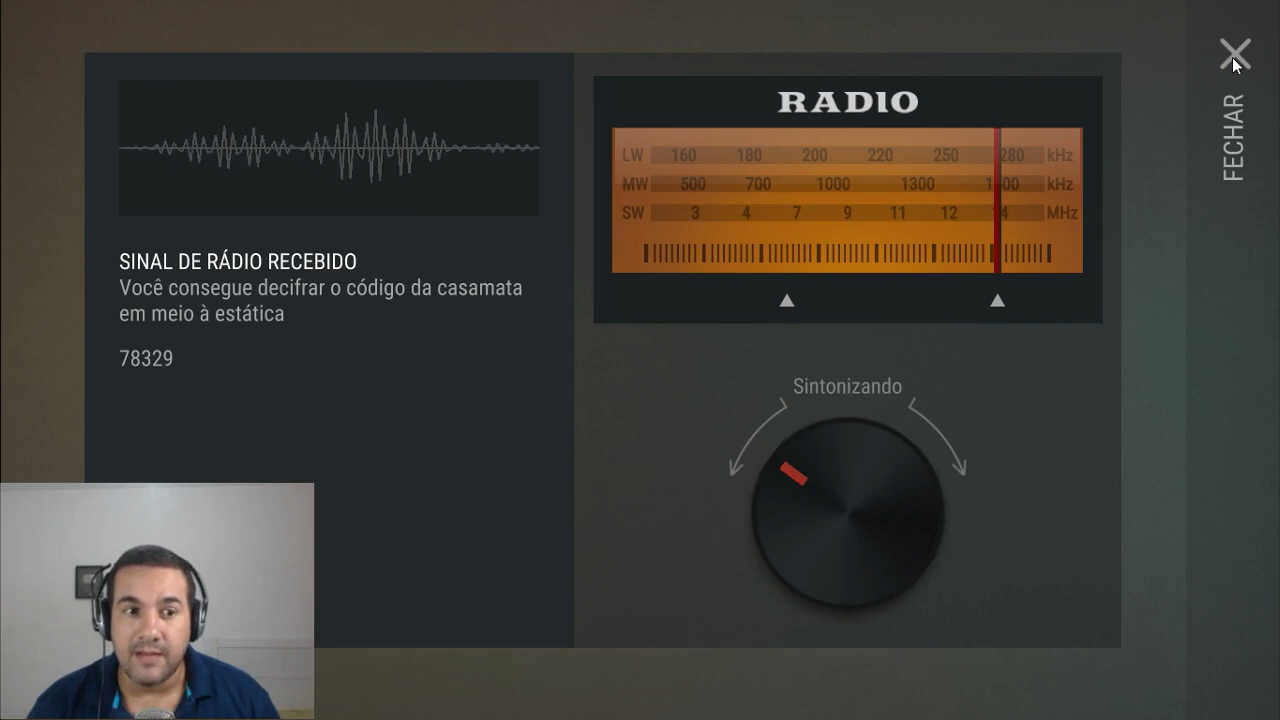 SINAL DE RÁDIO RECEBIDO
Você consegue decifrar o código da casamata
em meio à estática
78329
RADIO
LW 160 180 200 220 250 280 kHz
MW 500 700 1000 1300 kHz
SW 3 4 7 9 11 12 MHz
Sintonizando
FECHAR